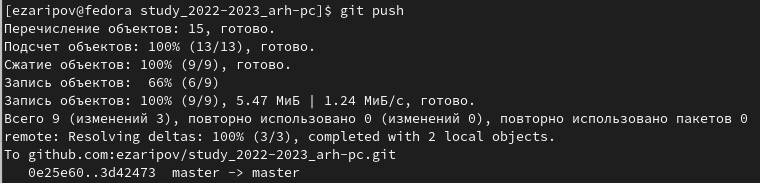 [ezaripov@fedora study_2022-2023_arh-pc]$ git push
Перечисление объектов: 15, готово.
Подсчет объектов: 100% (13/13), готово.
Сжатие объектов: 100% (9/9), готово.
Запись объектов:  66% (6/9)
Запись объектов: 100% (9/9), 5.47 МиБ | 1.24 МиБ/с, готово.
Всего 9 (изменений 3), повторно использовано 0 (изменений 0), повторно использовано пакетов 0
remote: Resolving deltas: 100% (3/3), completed with 2 local objects.
To github.com:ezaripov/study_2022-2023_arh-pc.git
   0e25e60..3d42473  master -> master